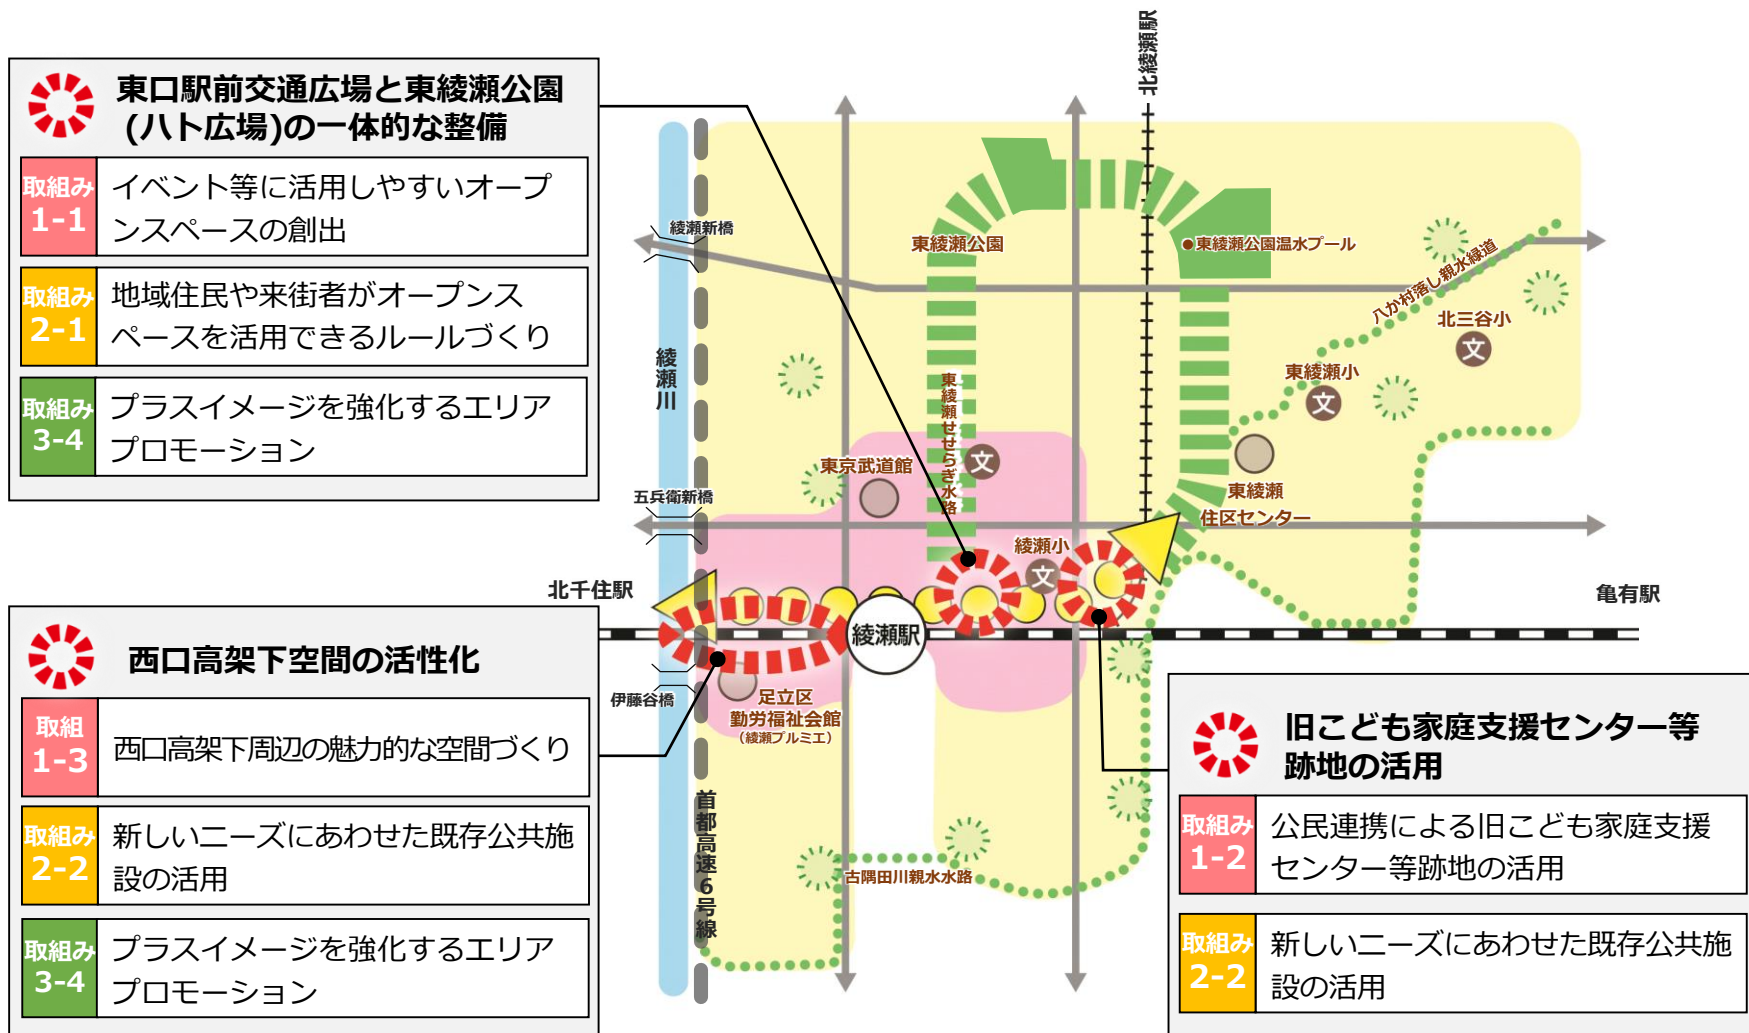 東口駅前交通広場と東綾瀬公園
(ハト広場)の一体的な整備
取組み
1-1
イベント等に活用しやすいオープ
ンスペースの創出
取組み
2-1
地域住民や来街者がオープンス
ペースを活用できるルールづくり
取組み
3-4
プラスイメージを強化するエリア
プロモーション
西口高架下空間の活性化
取組
1-3
西口高架下周辺の魅力的な空間づくり
取組み
2-2
新しいニーズにあわせた既存公共施
設の活用
取組み
3-4
プラスイメージを強化するエリア
プロモーション
旧こども家庭支援センター等
跡地の活用
取組み
1-2
公民連携による旧こども家庭支援
センター等跡地の活用
取組み
2-2
新しいニーズにあわせた既存公共施
設の活用
北綾瀬駅
綾瀬新橋
東綾瀬公園
東綾瀬公園温水プール
八か村落し親水緑道
北三谷小
文
綾瀬川
東綾瀬せせらぎ水路
東綾瀬小
文
東京武道館
文
五兵衛新橋
東綾瀬
住区センター
綾瀬小
文
北千住駅
亀有駅
綾瀬駅
伊藤谷橋
足立区
勤労福祉会館
(綾瀬プルミエ)
首都高速6号線
古隅田川親水水路